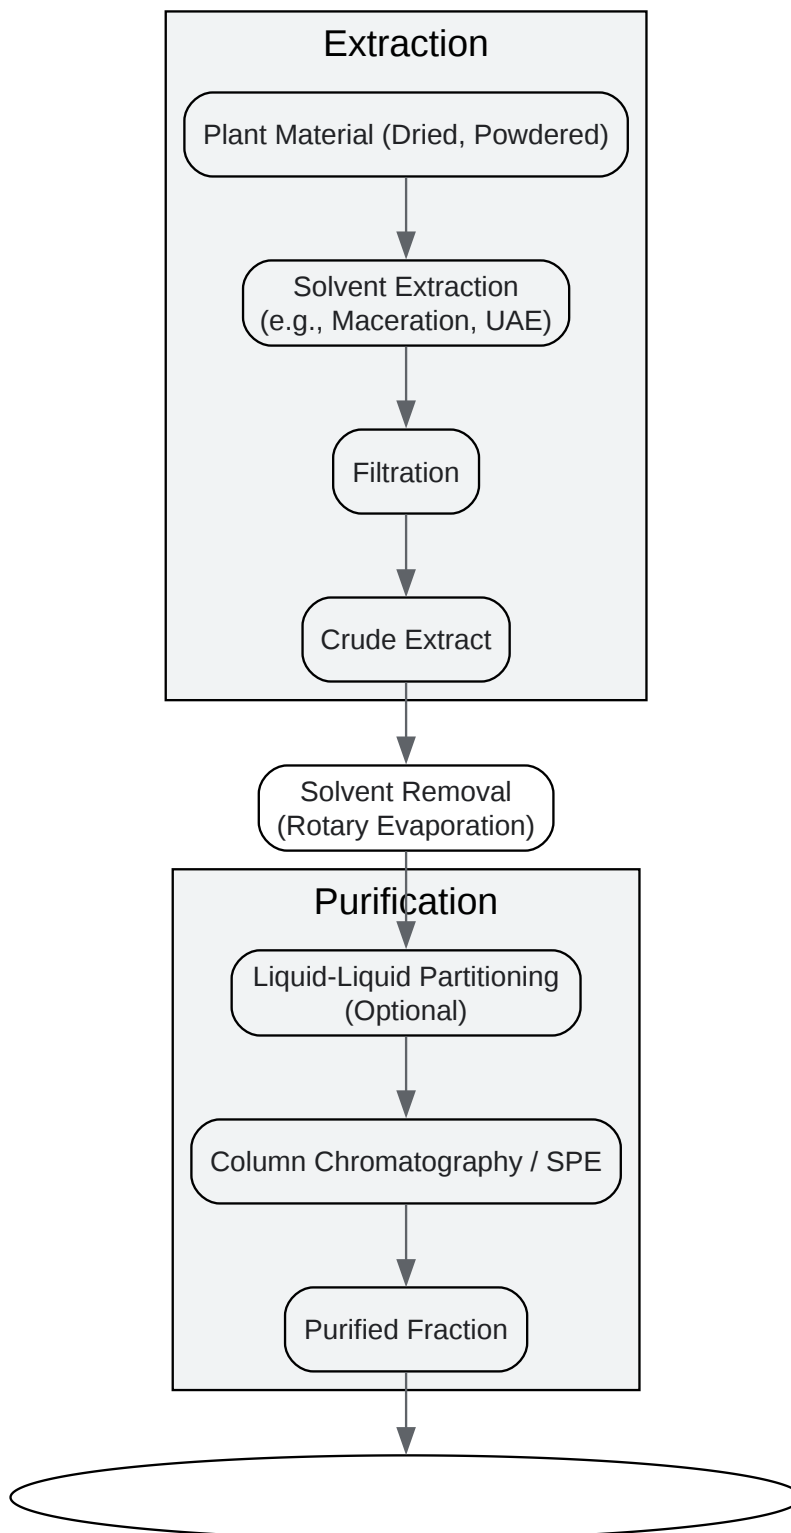 Extraction
Plant Material (Dried, Powdered)
Solvent Extraction
(e.g., Maceration, UAE)
Filtration
Crude Extract
Solvent Removal
(Rotary Evaporation)
Purification
Liquid-Liquid Partitioning
(Optional)
Column Chromatography / SPE
Purified Fraction